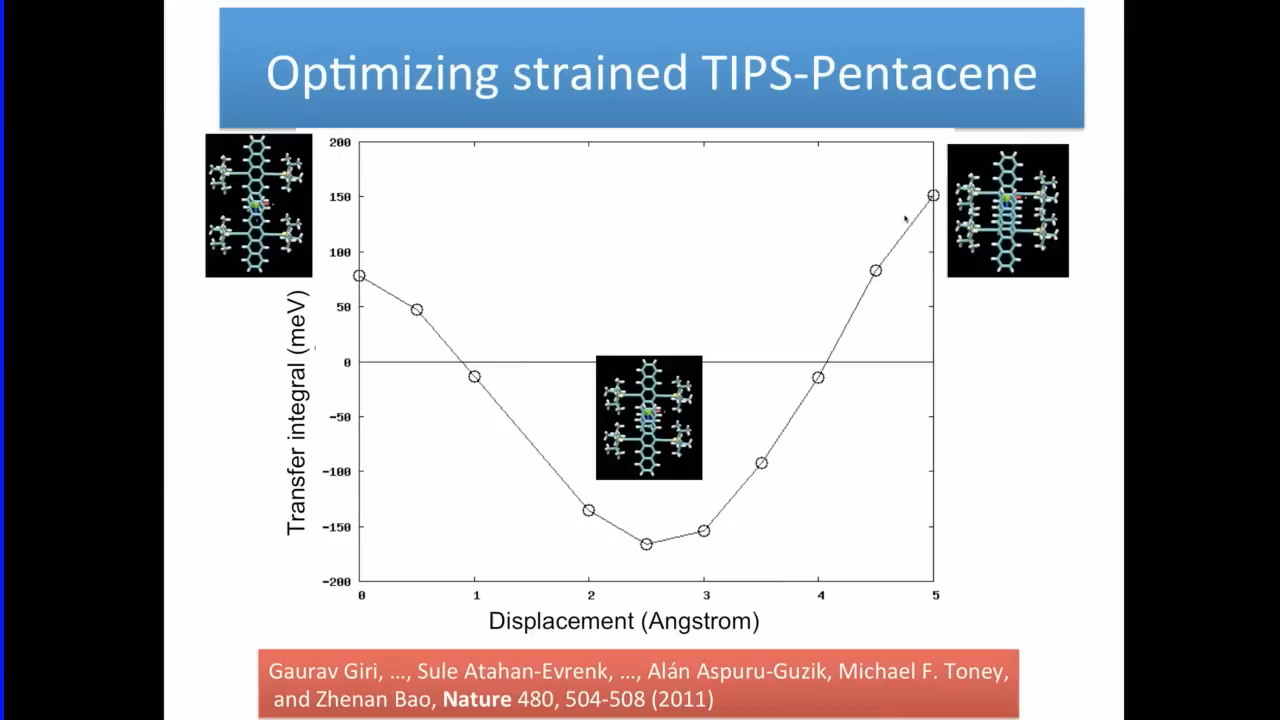 Optimizing strained TIPS-Pentacene
200
150
100
50
0
-50
-100
-150
-200
Transfer integral (meV)
0 1 2 3 4 5
Displacement (Angstrom)
Gaurav Giri, ..., Sule Atahan-Evrenk, ..., Alán Aspuru-Guzik, Michael F. Toney,
and Zhenan Bao, Nature 480, 504-508 (2011)